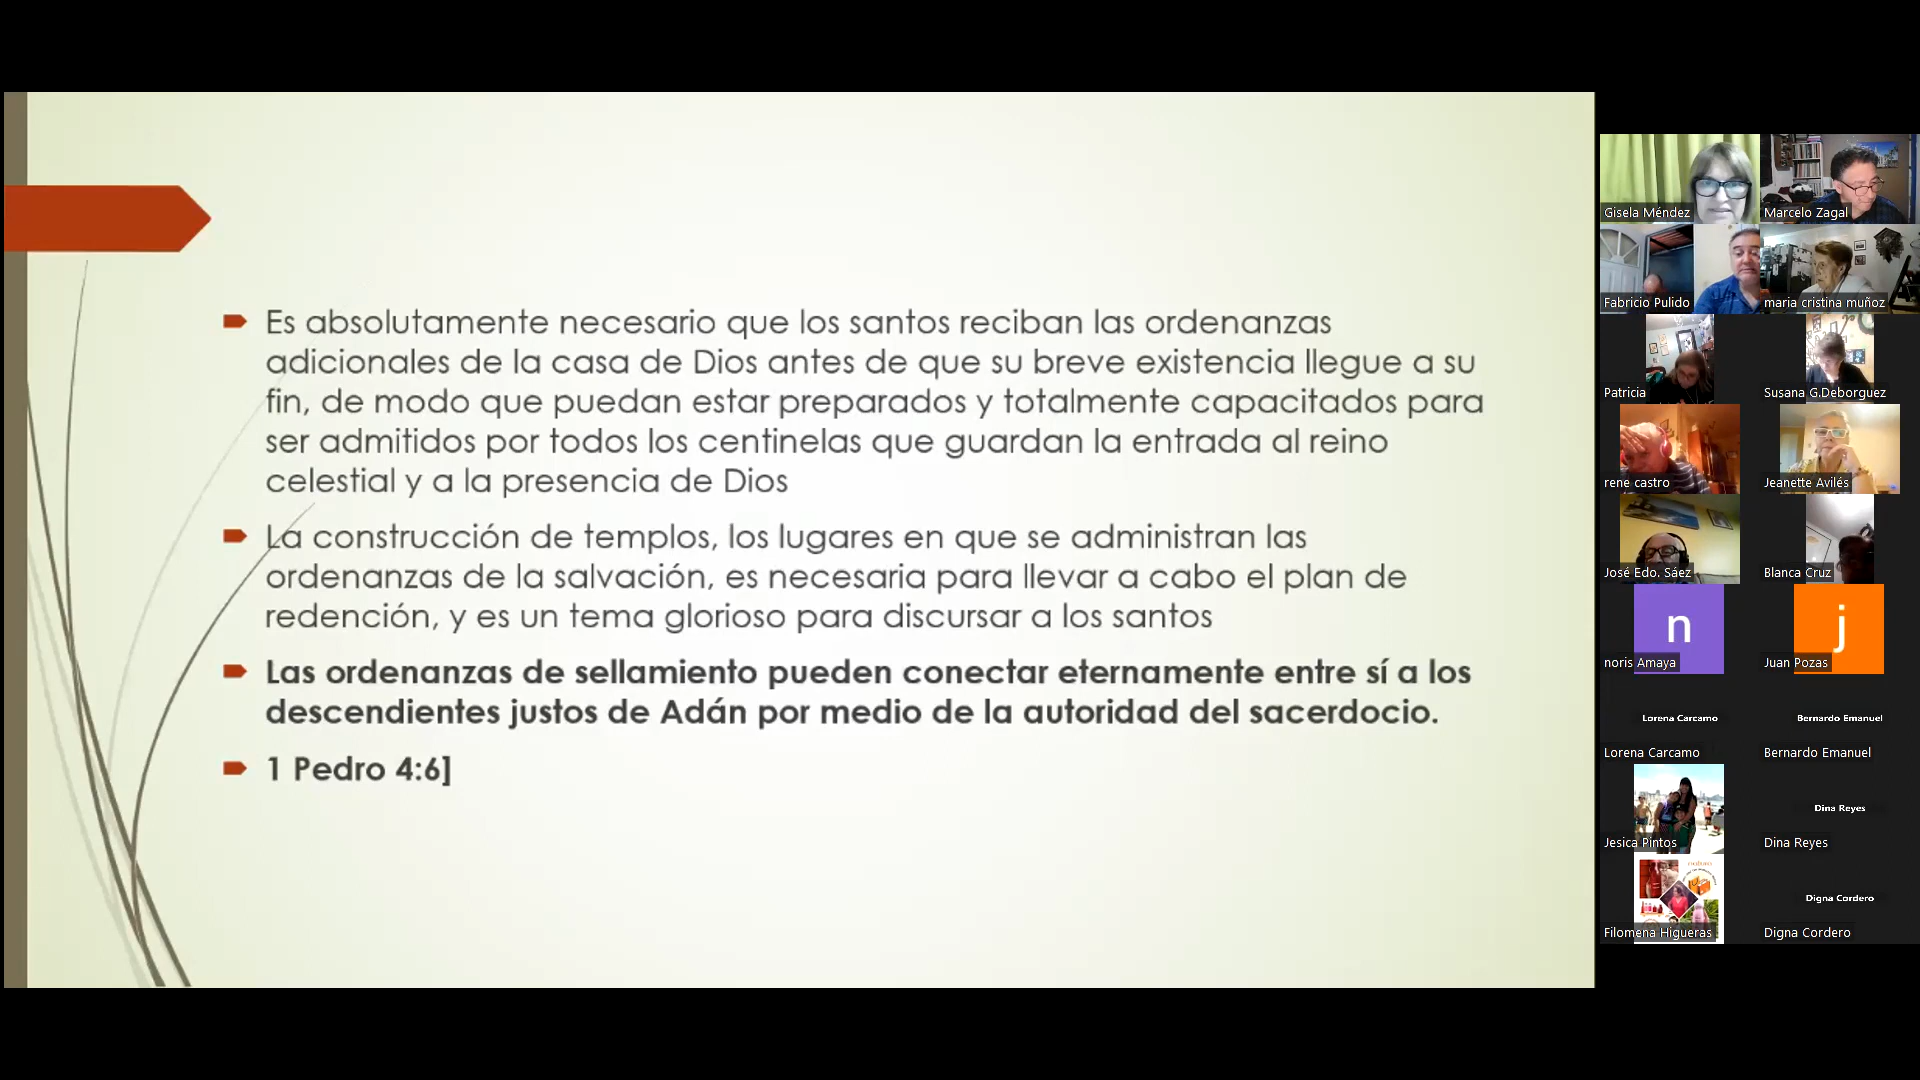 Es absolutamente necesario que los santos reciban las ordenanzas
adicionales de la casa de Dios antes de que su breve existencia llegue a su
fin, de modo que puedan estar preparados y totalmente capacitados para
ser admitidos por todos los centinelas que guardan la entrada al reino
celestial y a la presencia de Dios
La construcción de templos, los lugares en que se administran las
ordenanzas de la salvación, es necesaria para llevar a cabo el plan de
redención, y es un tema glorioso para discursar a los santos
Las ordenanzas de sellamiento pueden conectar eternamente entre sí a los
descendientes justos de Adán por medio de la autoridad del sacerdocio.
1 Pedro 4:6]
Gisela Méndez
Marcelo Zagal
Fabricio Pulido
maria cristina muñoz
Patricia
Susana G.Deborguez
rene castro
Jeanette Avilés
José Edo. Sáez
Blanca Cruz
n
j
noris Amaya
Juan Pozas
Lorena Carcamo
Bernardo Emanuel
Lorena Carcamo
Bernardo Emanuel
Dina Reyes
Jesica Pintos
Dina Reyes
Digna Cordero
Filomena Higueras
Digna Cordero